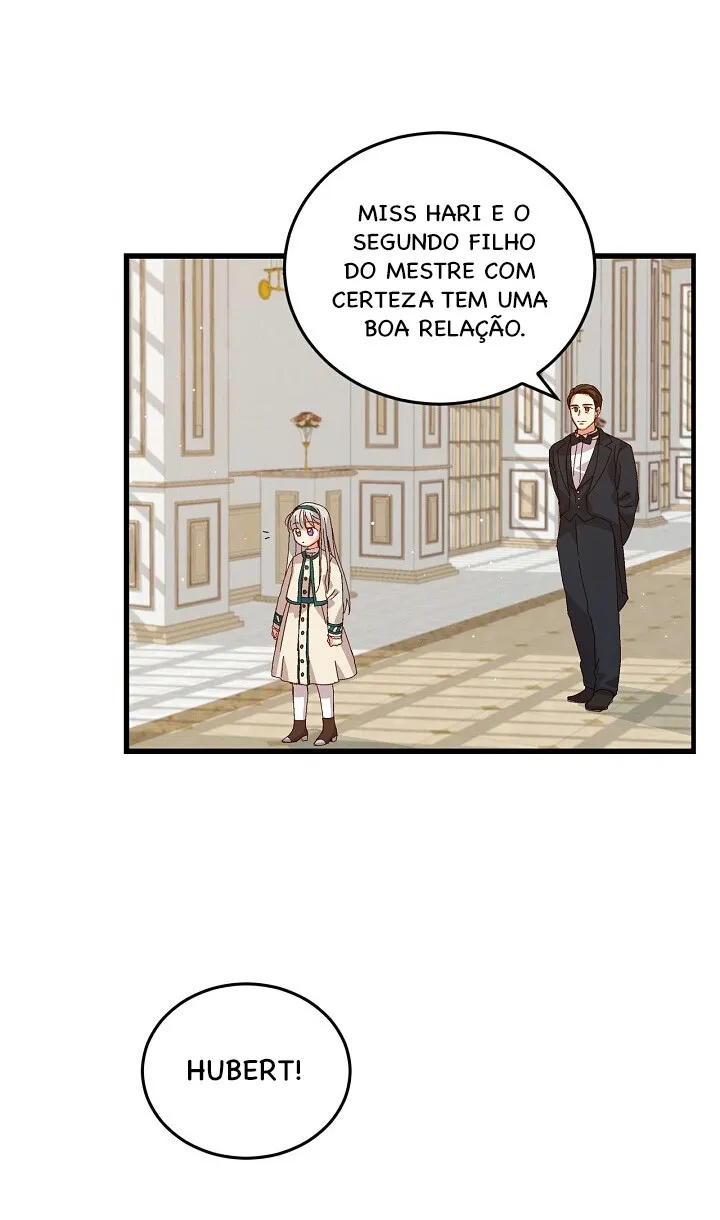 MISS HARI E O
SEGUNDO FILHO
DO MESTRE COM
CERTEZA TEM UMA
BOA RELAÇÃO.
HUBERT!